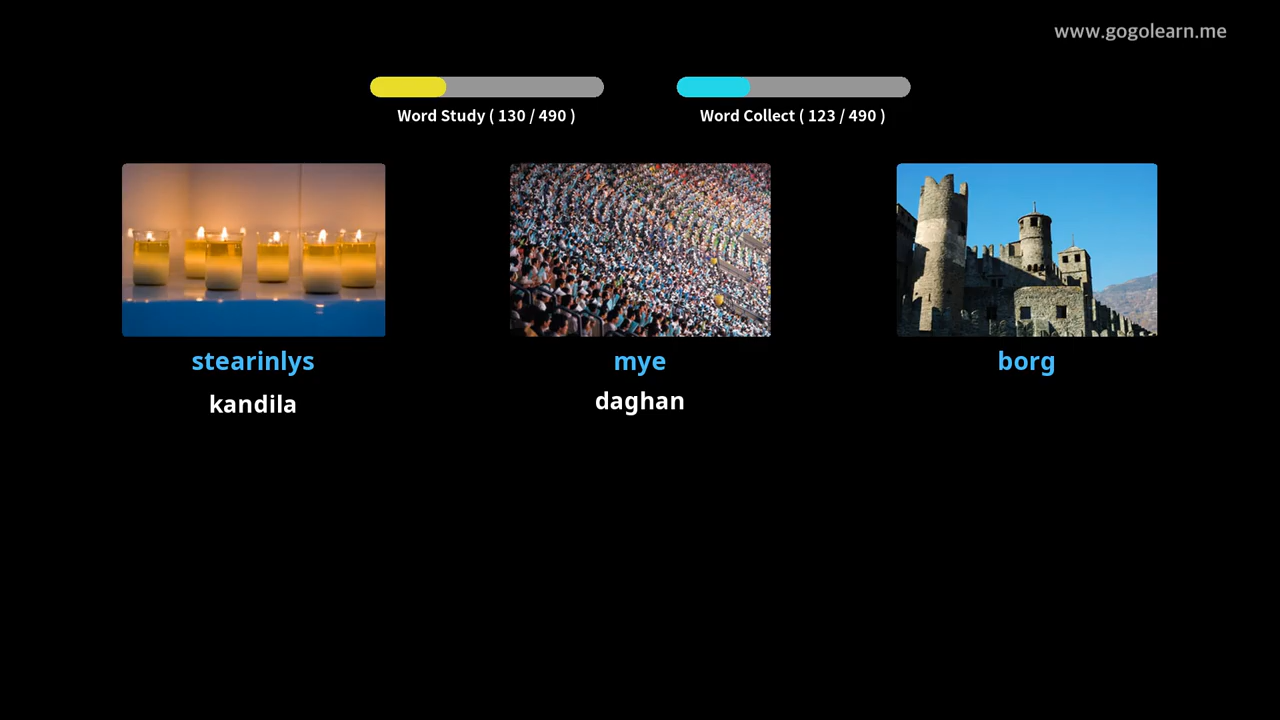 www.gogolearn.me
Word Study ( 130 / 490 )
Word Collect ( 123 / 490 )
stearinlys
mye
borg
kandila
daghan